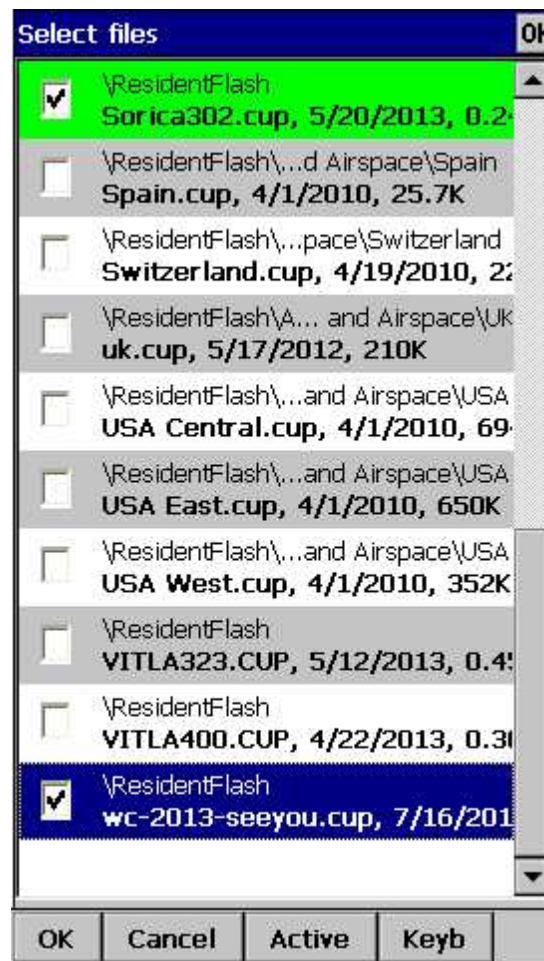 Select files
OK
\ResidentFlash
Sorica302.cup, 5/20/2013, 0.2
\ResidentFlash\...d Airspace\Spain
Spain.cup, 4/1/2010, 25.7K
\ResidentFlash\...pace\Switzerland
Switzerland.cup, 4/19/2010, 22
\ResidentFlash\A... and Airspace\UK
uk.cup, 5/17/2012, 210K
\ResidentFlash\...and Airspace\USA
USA Central.cup, 4/1/2010, 69
\ResidentFlash\...and Airspace\USA
USA East.cup, 4/1/2010, 650K
\ResidentFlash\...and Airspace\USA
USA West.cup, 4/1/2010, 352K
\ResidentFlash
VITLA323.CUP, 5/12/2013, 0.4
\ResidentFlash
VITLA400.CUP, 4/22/2013, 0.3
\ResidentFlash
wc-2013-seeyou.cup, 7/16/201
OK Cancel Active Keyb